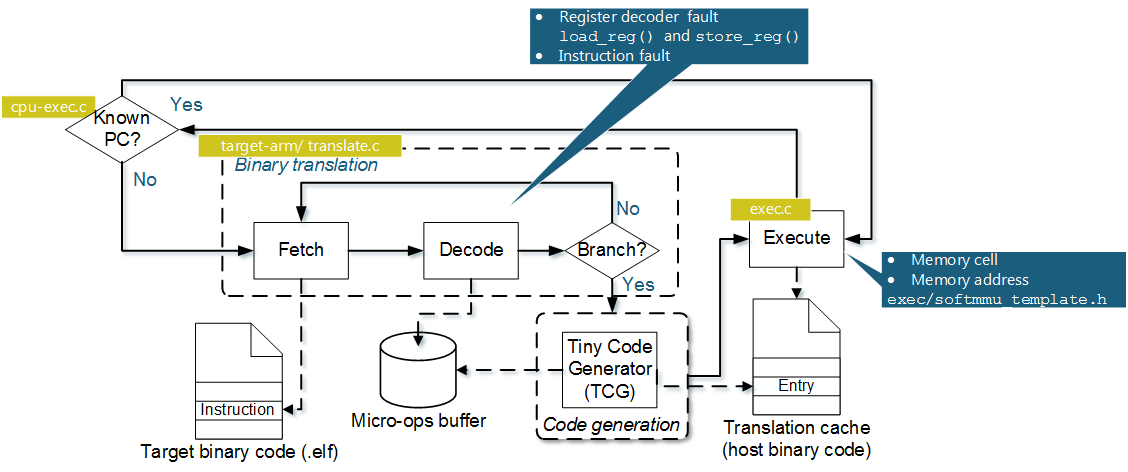 Register decoder fault
load_reg() and store_reg()
Instruction fault
cpu-exec.c
Known
PC?
Yes
No
target-arm/ translate.c
Binary translation
Fetch
Decode
Branch?
No
Yes
exec.c
Execute
Memory cell
Memory address
exec/softmmu_template.h
Instruction
Target binary code (.elf)
Micro-ops buffer
Tiny Code
Generator
(TCG)
Code generation
Entry
Translation cache
(host binary code)